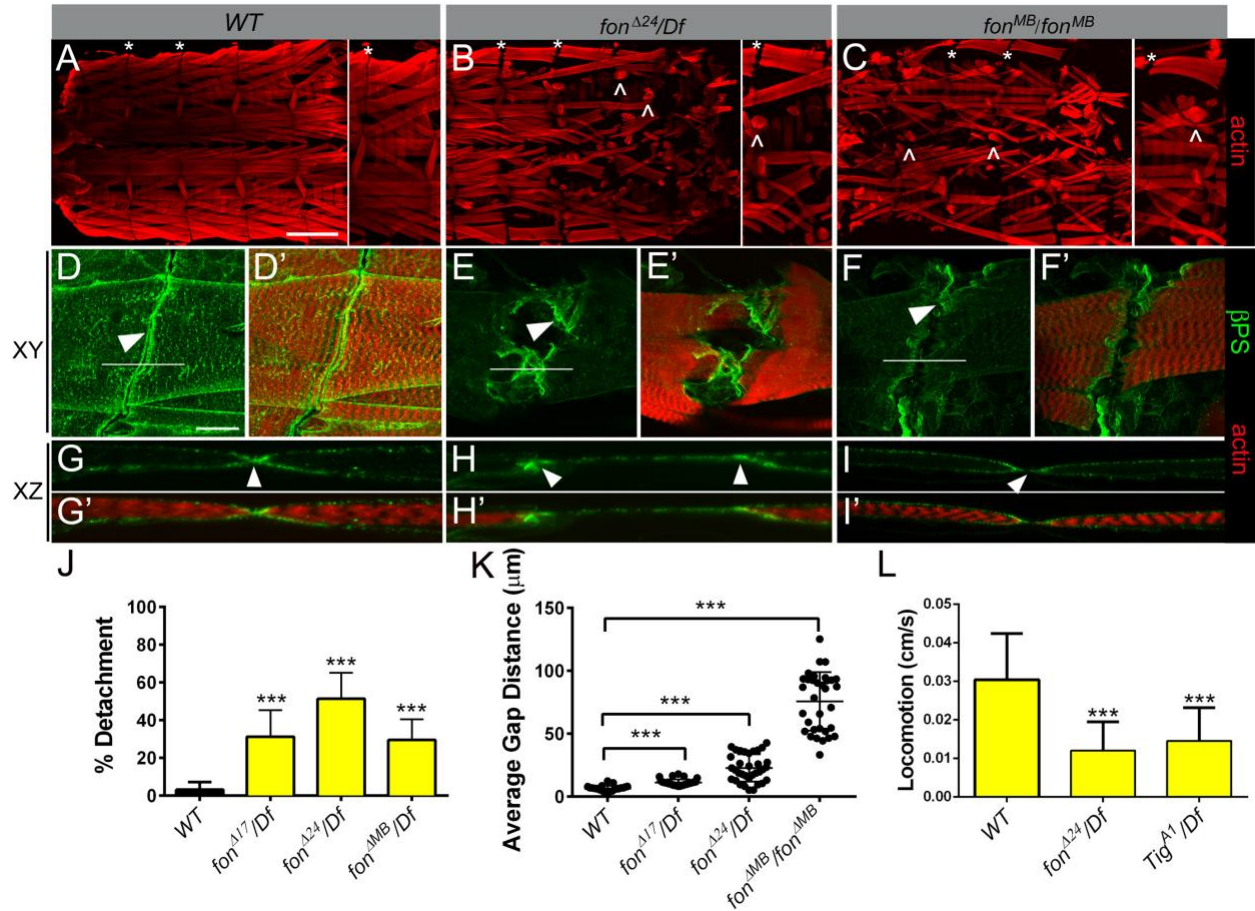 WT
fonΔ24/Df
fonMB/fonMB
A
*
*
*
B
*
*
^
^
*
^
C
*
*
^
^
*
^
actin
XY
D
D'
E
E'
F
F'
βPS
XZ
G
H
I
G'
H'
I'
actin
J
% Detachment
100
80
60
40
20
0
***
***
***
WT
fonΔ17/Df
fonΔ24/Df
fonΔMB/Df
K
Average Gap Distance (μm)
150
100
50
0
***
***
***
WT
fonΔ17/Df
fonΔ24/Df
fonΔMB/fonΔMB
L
Locomotion (cm/s)
0.05
0.04
0.03
0.02
0.01
0.00
***
***
WT
fonΔ24/Df
TigA1/Df